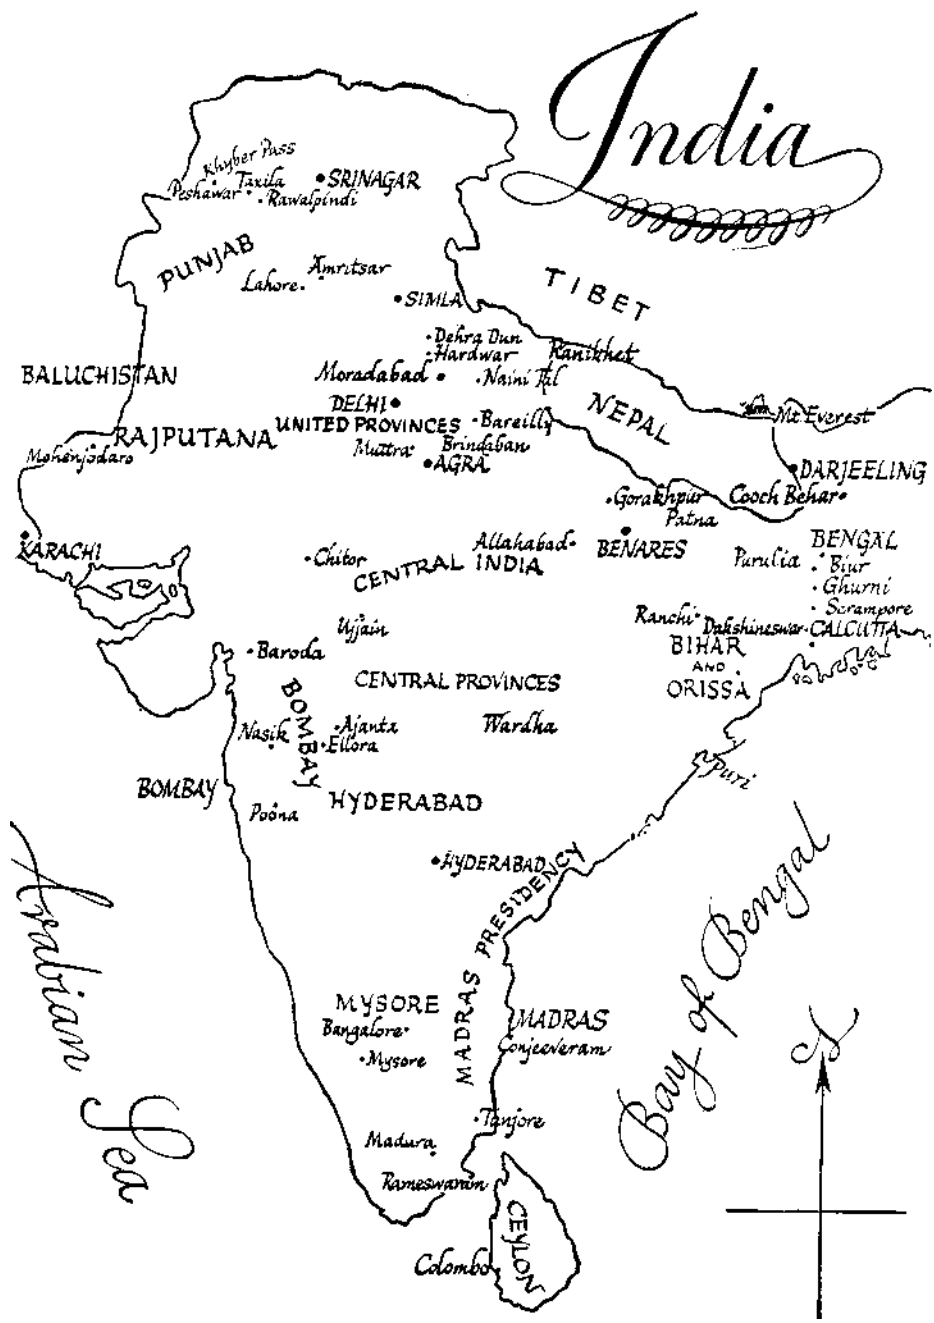 India
Khyber Pass
Peshawar
Taxila
Rawalpindi
SRINAGAR
PUNJAB
Lahore
Amritsar
SIMLA
TIBET
Dehra Dun
Hardwar
Ranikhet
BALUCHISTAN
Moradabad
Naini Tal
DELHI
NEPAL
Mt. Everest
RAJPUTANA
UNITED PROVINCES
Bareilly
Mohenjodaro
Muttra
Brindaban
AGRA
DARJEELING
Gorakhpur
Cooch Behar
Patna
KARACHI
Chitor
CENTRAL INDIA
Allahabad
BENARES
Purulia
BENGAL
Biur
Ghurni
Serampore
Ranchi
Dakshineswar
CALCUTTA
Ujjain
Baroda
BIHAR
AND
ORISSA
CENTRAL PROVINCES
BOMBAY
Nasik
Ajanta
Ellora
Wardha
BOMBAY
Poona
HYDERABAD
Puri
HYDERABAD
MADRAS PRESIDENCY
Arabian Sea
Bay of Bengal
MYSORE
Bangalore
Mysore
MADRAS
Conjeeveram
N
Tanjore
Madura
Rameswaram
CEYLON
Colombo